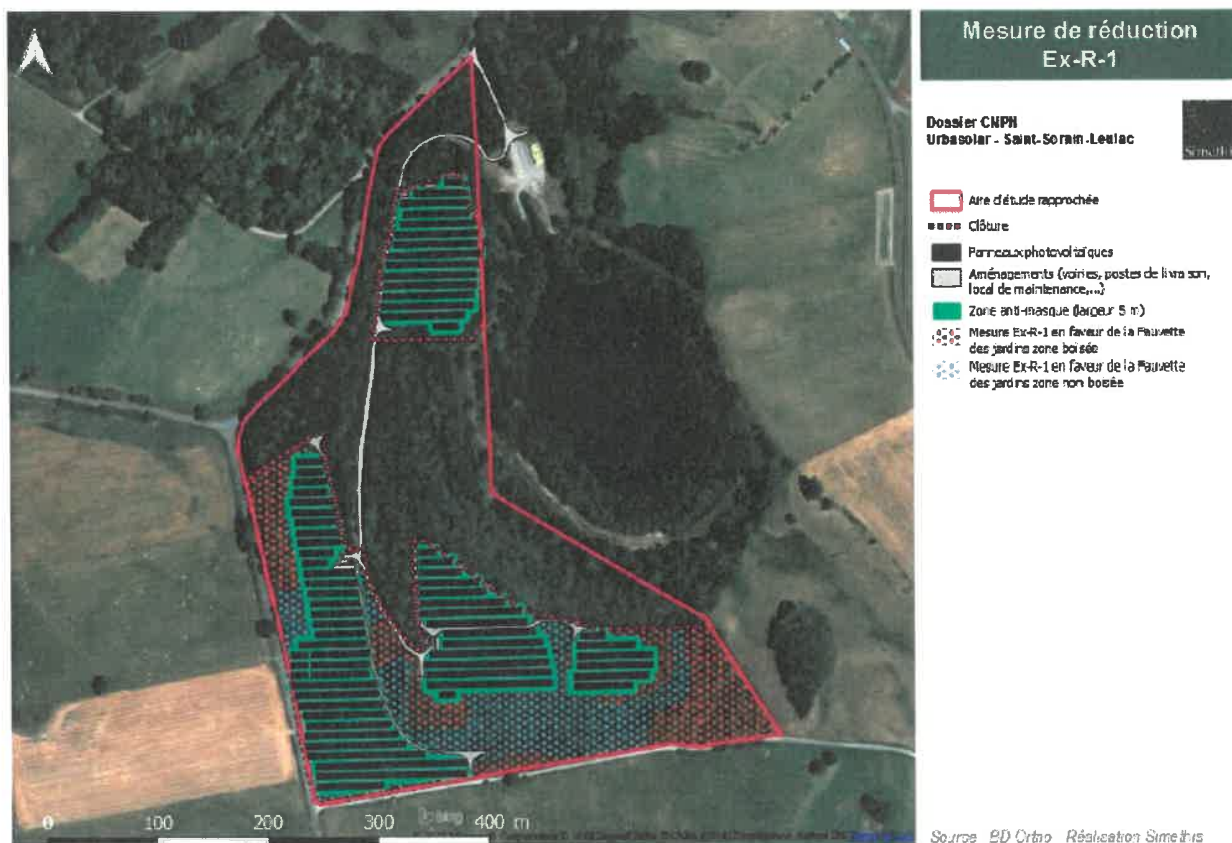 Mesure de réduction
Ex-R-1
Dossier CNPN
Urbasolar - Saint-Sornin-Leulac
Simethis
Aire d'étude rapprochée
Clôture
Panneaux photovoltaïques
Aménagements (voiries, postes de livraison,
local de maintenance,...)
Zone anti-masque (largeur 5 m)
Mesure Ex-R-1 en faveur de la Fauvette
des jardins zone boisée
Mesure Ex-R-1 en faveur de la Fauvette
des jardins zone non boisée
0 100 200 300 400 m
Source BD Ortho Réalisation Simethis